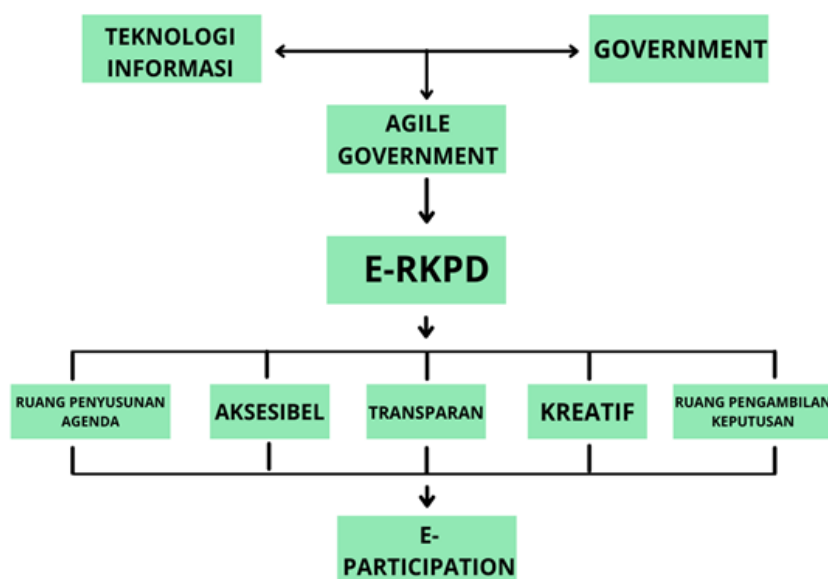 TEKNOLOGI
INFORMASI
GOVERNMENT
AGILE
GOVERNMENT
E-RKPD
RUANG PENYUSUNAN
AGENDA
AKSESIBEL
TRANSPARAN
KREATIF
RUANG PENGAMBILAN
KEPUTUSAN
E-
PARTICIPATION